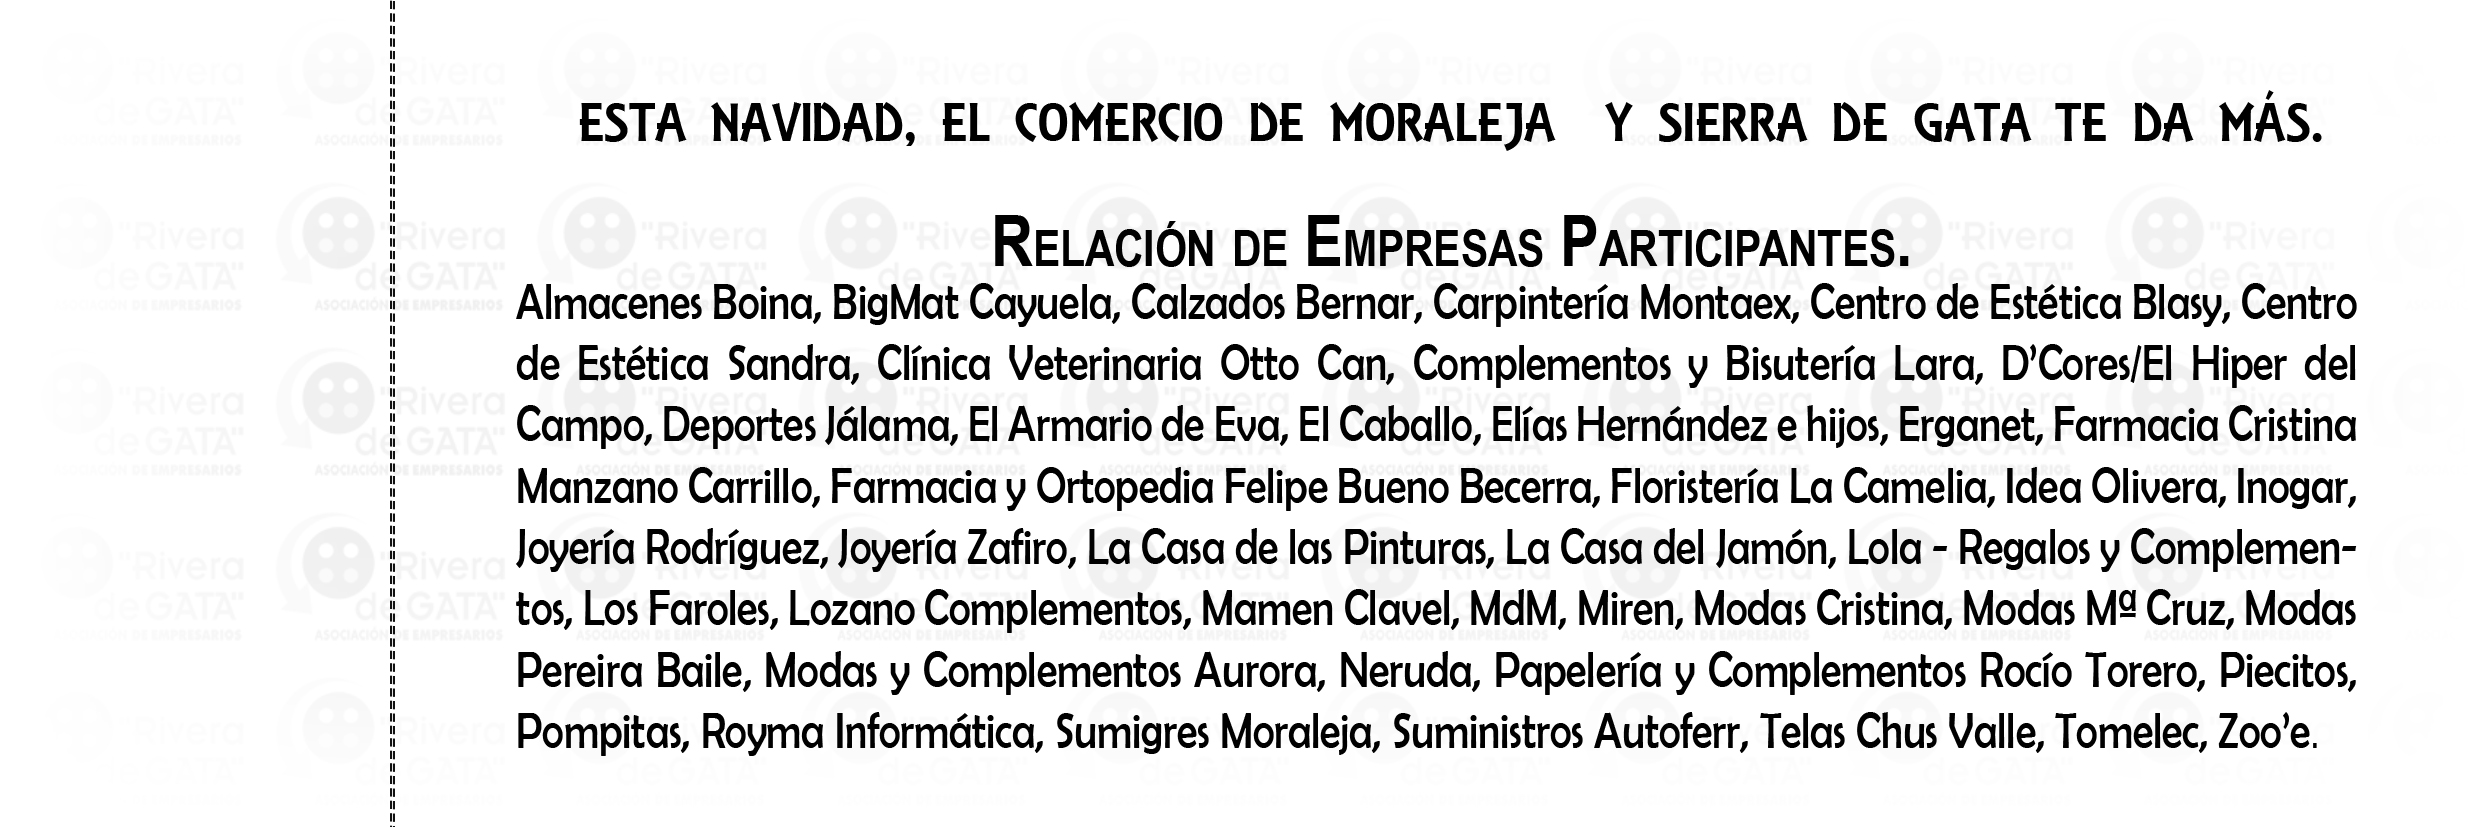 ESTA NAVIDAD, EL COMERCIO DE MORALEJA Y SIERRA DE GATA TE DA MÁS.
RELACIÓN DE EMPRESAS PARTICIPANTES.
Almacenes Boina, BigMat Cayuela, Calzados Bernar, Carpintería Montaex, Centro de Estética Blasy, Centro
de Estética Sandra, Clínica Veterinaria Otto Can, Complementos y Bisutería Lara, D’Cores/El Hiper del
Campo, Deportes Jálama, El Armario de Eva, El Caballo, Elías Hernández e hijos, Erganet, Farmacia Cristina
Manzano Carrillo, Farmacia y Ortopedia Felipe Bueno Becerra, Floristería La Camelia, Idea Olivera, Inogar,
Joyería Rodríguez, Joyería Zafiro, La Casa de las Pinturas, La Casa del Jamón, Lola - Regalos y Complemen-
tos, Los Faroles, Lozano Complementos, Mamen Clavel, MdM, Miren, Modas Cristina, Modas Mª Cruz, Modas
Pereira Baile, Modas y Complementos Aurora, Neruda, Papelería y Complementos Rocío Torero, Piecitos,
Pompitas, Royma Informática, Sumigres Moraleja, Suministros Autoferr, Telas Chus Valle, Tomelec, Zoo’e.
"Rivera
de GATA"
ASOCIACIÓN DE EMPRESARIOS